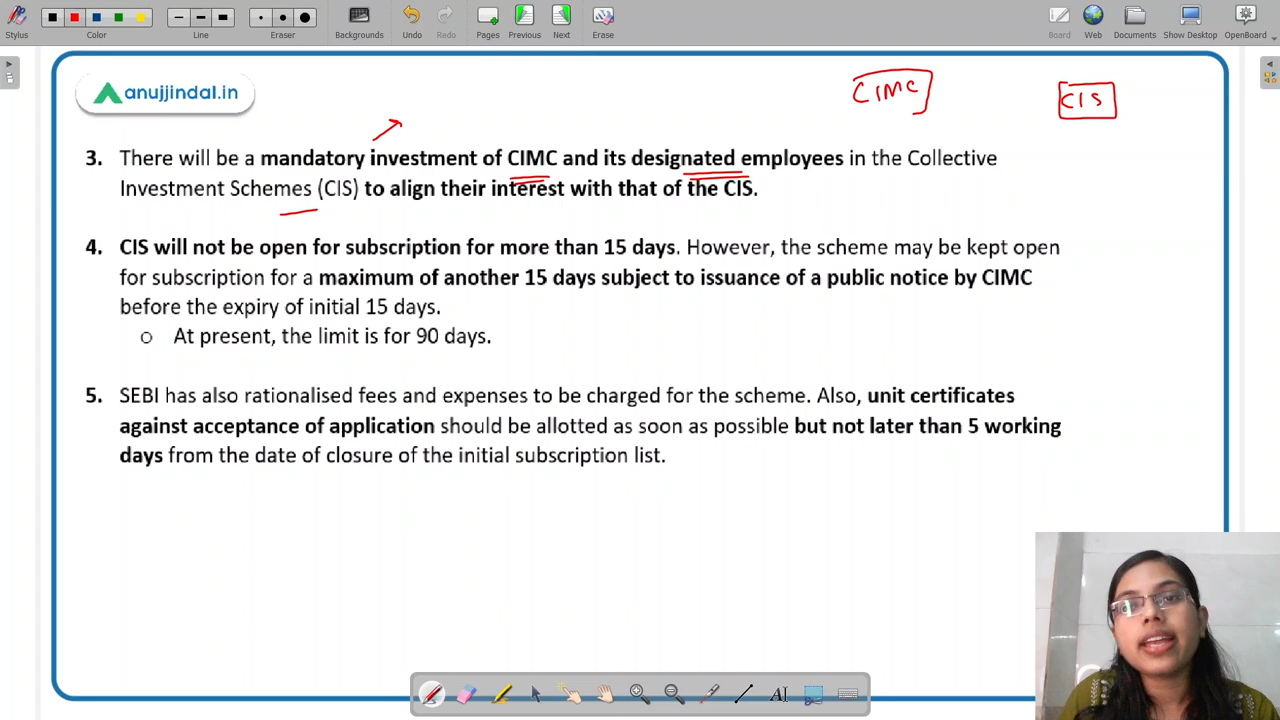 Stylus
Color
Line
Eraser
Backgrounds
Undo
Redo
Pages
Previous
Next
Erase
Board
Web
Documents
Show Desktop
OpenBoard
anujjindal.in
CIMC
CIS
3. There will be a mandatory investment of CIMC and its designated employees in the Collective
Investment Schemes (CIS) to align their interest with that of the CIS.
4. CIS will not be open for subscription for more than 15 days. However, the scheme may be kept open
for subscription for a maximum of another 15 days subject to issuance of a public notice by CIMC
before the expiry of initial 15 days.
o At present, the limit is for 90 days.
5. SEBI has also rationalised fees and expenses to be charged for the scheme. Also, unit certificates
against acceptance of application should be allotted as soon as possible but not later than 5 working
days from the date of closure of the initial subscription list.